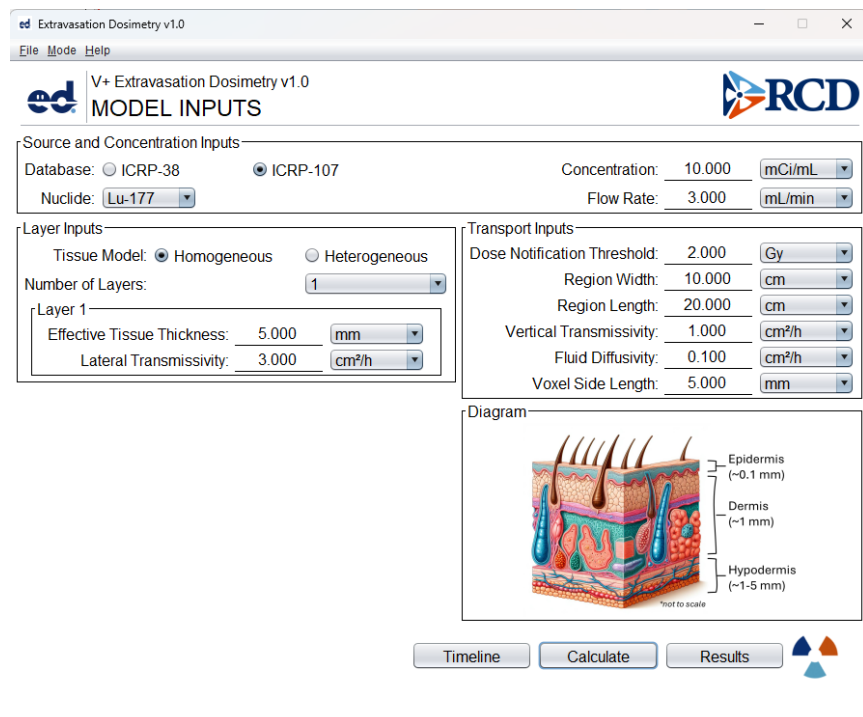 ed Extravasation Dosimetry v1.0
File Mode Help
ed
V+ Extravasation Dosimetry v1.0
MODEL INPUTS
RCD
Source and Concentration Inputs
Database: ICRP-38 ICRP-107
Nuclide: Lu-177
Concentration: 10.000 mCi/mL
Flow Rate: 3.000 mL/min
Layer Inputs
Tissue Model: Homogeneous Heterogeneous
Number of Layers: 1
Layer 1
Effective Tissue Thickness: 5.000 mm
Lateral Transmissivity: 3.000 cm²/h
Transport Inputs
Dose Notification Threshold: 2.000 Gy
Region Width: 10.000 cm
Region Length: 20.000 cm
Vertical Transmissivity: 1.000 cm²/h
Fluid Diffusivity: 0.100 cm²/h
Voxel Side Length: 5.000 mm
Diagram
Epidermis
(~0.1 mm)
Dermis
(~1 mm)
Hypodermis
(~1-5 mm)
*not to scale
Timeline Calculate Results